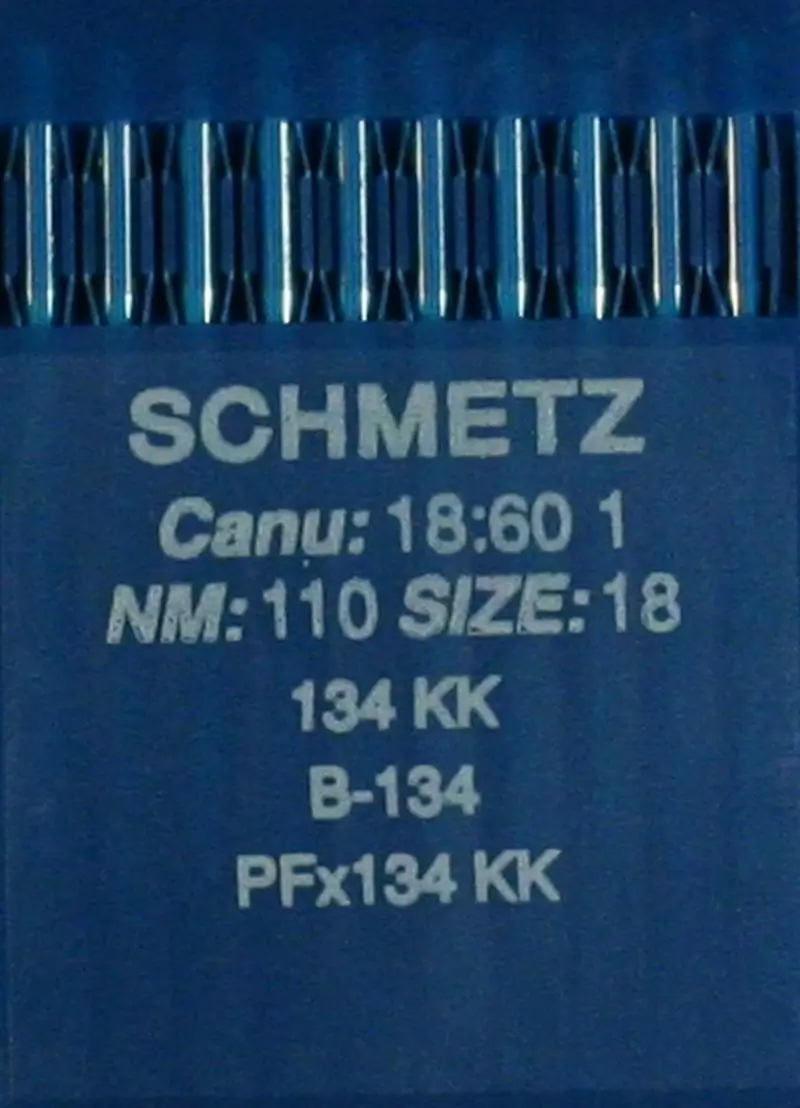 SCHMETZ
Canu: 18:60 1
NM: 110 SIZE: 18
134 KK
B-134
PFx134 KK